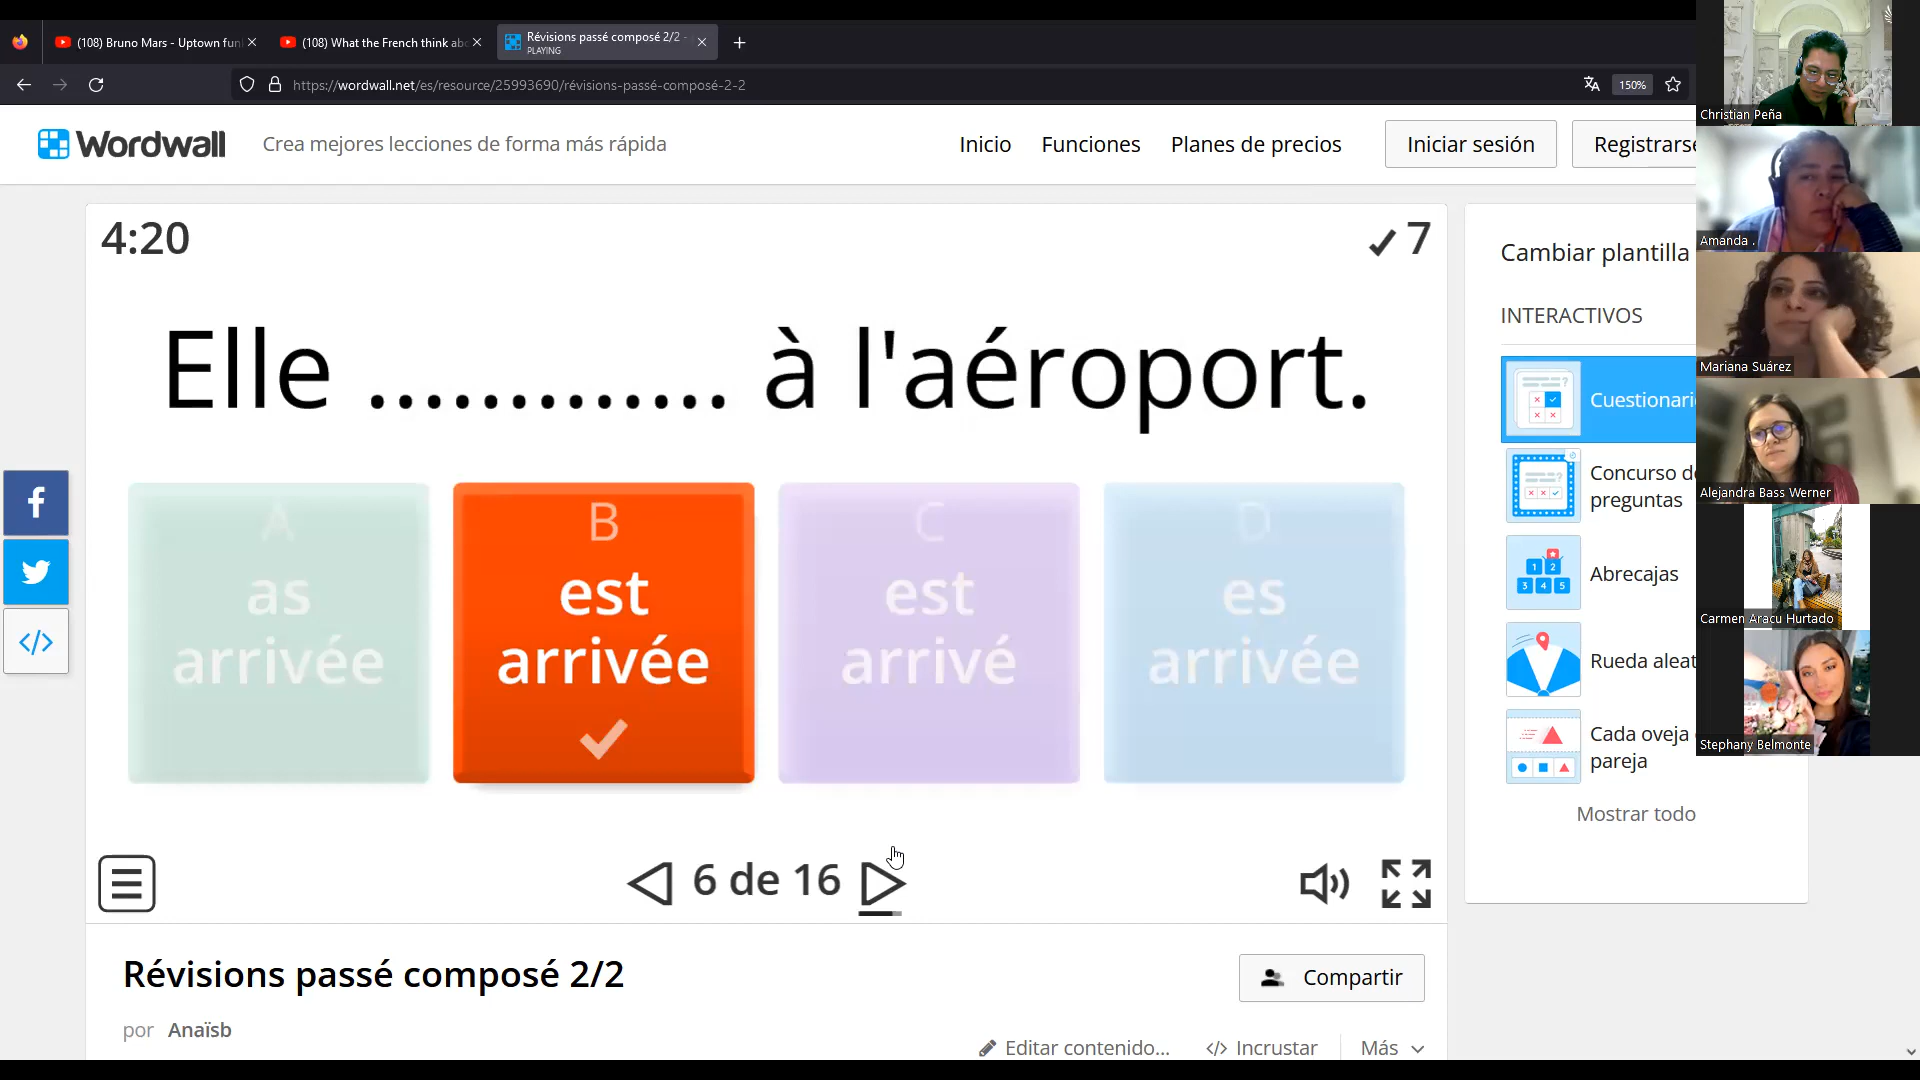 (108) Bruno Mars - Uptown fun
(108) What the French think abo
Révisions passé composé 2/2 -
PLAYING
https://wordwall.net/es/resource/25993690/révisions-passé-composé-2-2
150%
Wordwall
Crea mejores lecciones de forma más rápida
Inicio
Funciones
Planes de precios
Iniciar sesión
Registrarse
4:20
7
Elle ............. à l'aéroport.
A
as
arrivée
B
est
arrivée
C
est
arrivé
D
es
arrivée
6 de 16
Révisions passé composé 2/2
por Anaïsb
Compartir
Editar contenido...
Incrustar
Más
Cambiar plantilla
INTERACTIVOS
Cuestionari
Concurso de
preguntas
Abrecajas
Rueda aleat
Cada oveja
pareja
Mostrar todo
Christian Peña
Amanda .
Mariana Suárez
Alejandra Bass Werner
Carmen Aracu Hurtado
Stephany Belmonte